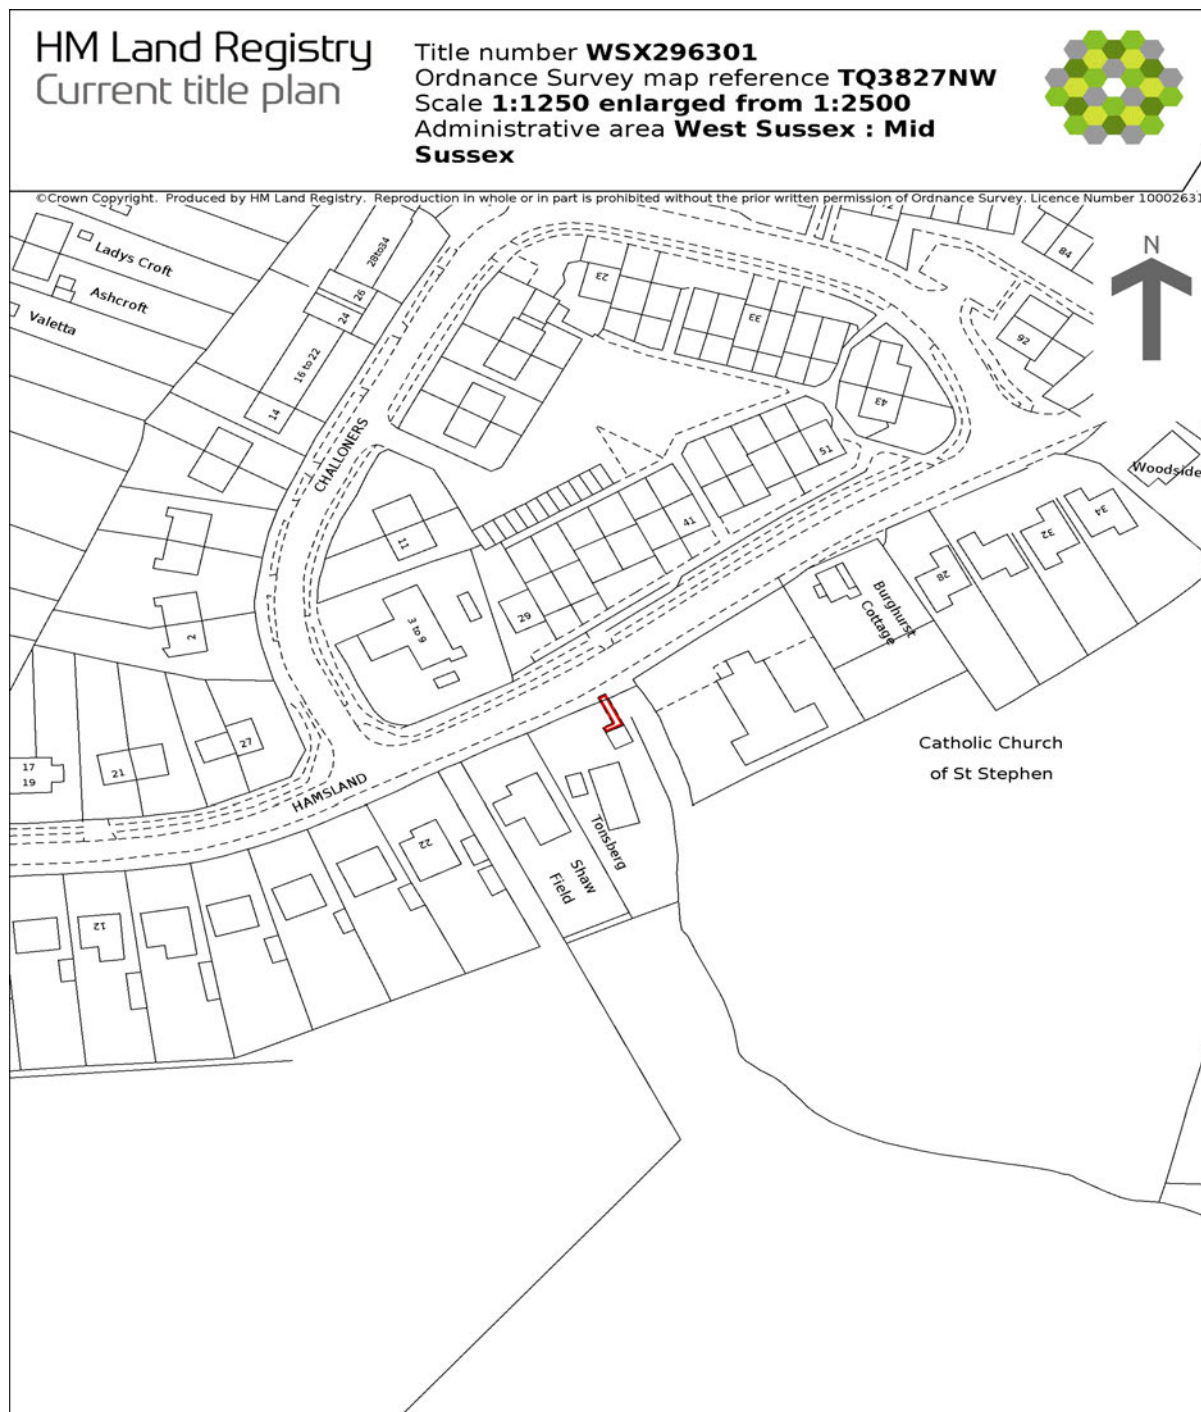 HM Land Registry
Current title plan
Title number WSX296301
Ordnance Survey map reference TQ3827NW
Scale 1:1250 enlarged from 1:2500
Administrative area West Sussex : Mid
Sussex
©Crown Copyright. Produced by HM Land Registry. Reproduction in whole or in part is prohibited without the prior written permission of Ordnance Survey. Licence Number 10002631
N
Ladys Croft
Ashcroft
Valetta
28to34
26
24
16 to 22
14
23
33
84
26
43
CHALLONERS
51
Woodside
11
41
34
32
28
Burghurst
Cottage
29
3 to 9
2
27
17
19
21
Catholic Church
of St Stephen
HAMSLAND
Tonsberg
22
Shaw
Field
12